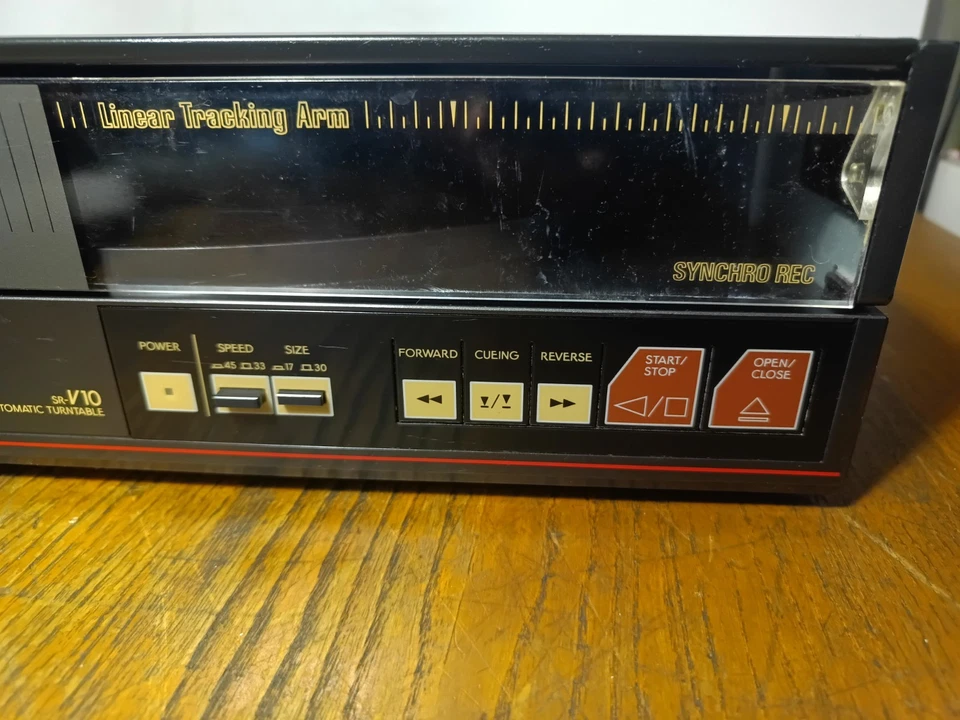 Linear Tracking Arm
SYNCHRO REC
POWER
SPEED
45 33
SIZE
17 30
FORWARD
CUEING
REVERSE
START/
STOP
OPEN/
CLOSE
SR-V10
TOMATIC TURNTABLE